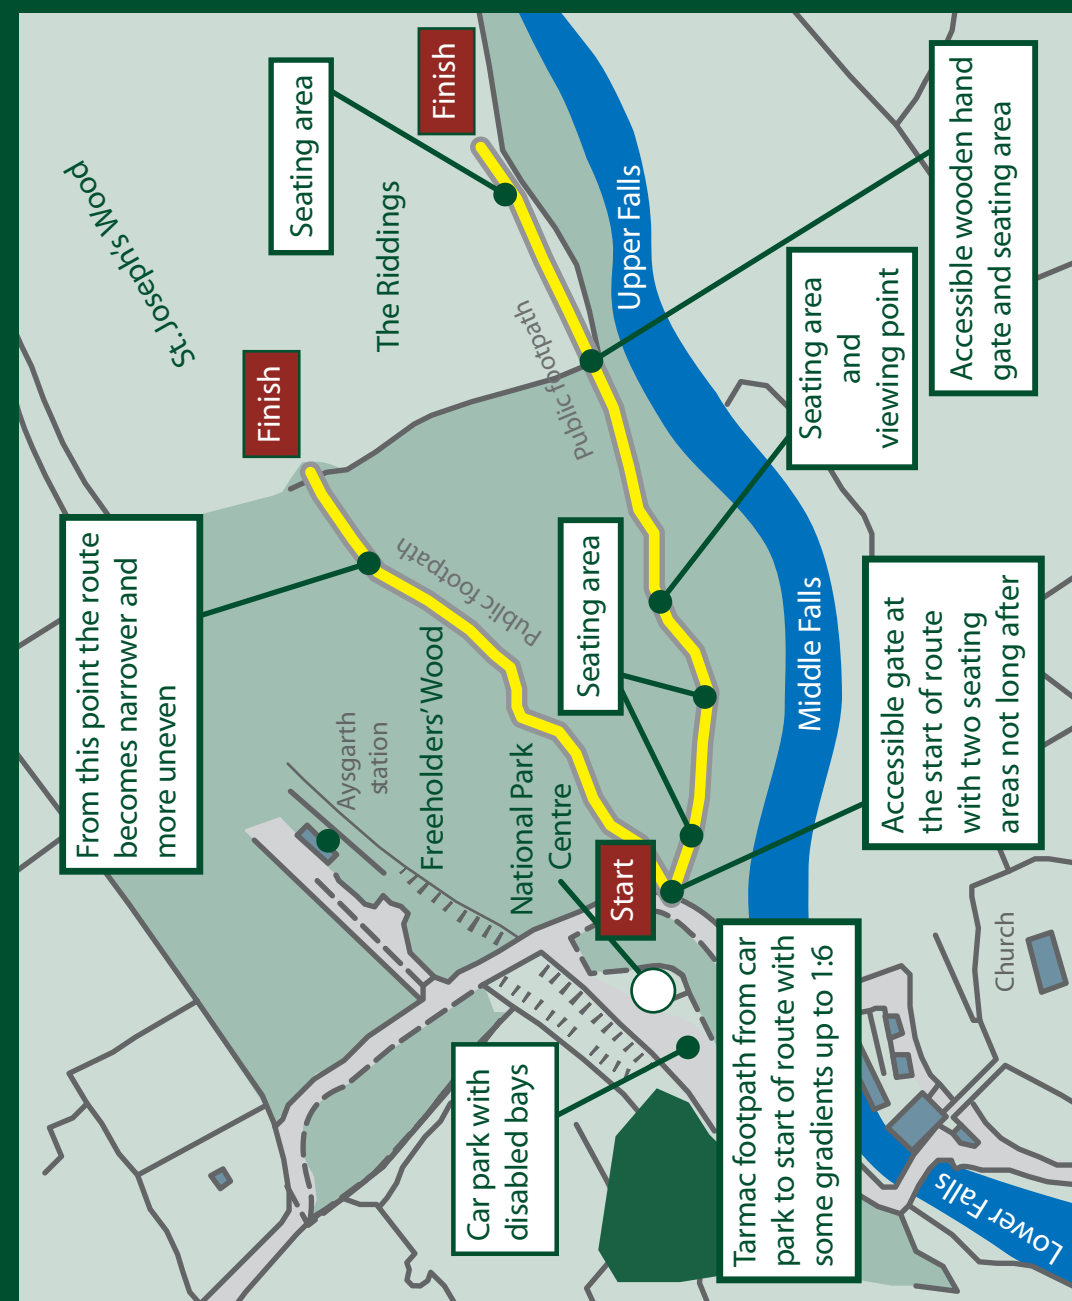 St. Joseph's Wood
From this point the route
becomes narrower and
more uneven
Finish
Seating area
Finish
The Riddings
Public footpath
Public footpath
Upper Falls
Aysgarth
station
Freeholders' Wood
National Park
Centre
Start
Seating area
Seating area
and
viewing point
Accessible wooden hand
gate and seating area
Middle Falls
Car park with
disabled bays
Tarmac footpath from car
park to start of route with
some gradients up to 1:6
Accessible gate at
the start of route
with two seating
areas not long after
Church
Lower Falls